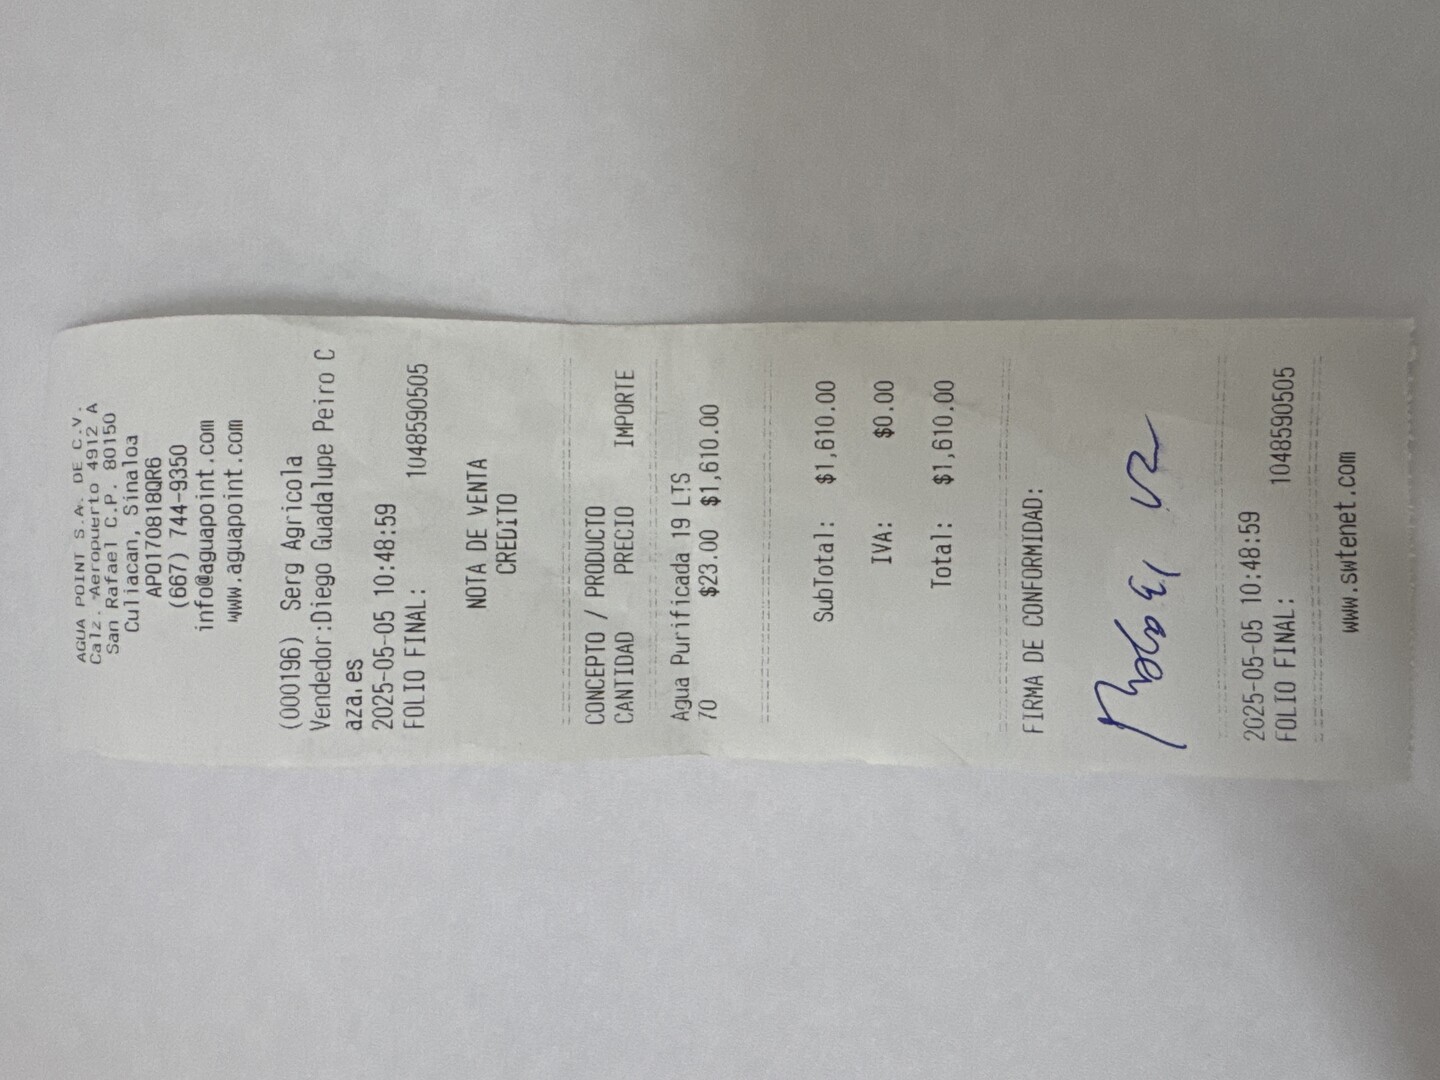 AGUA POINT S.A. DE C.V.
Calz. Aeropuerto 4912 A
San Rafael C.P. 80150
Culiacan, Sinaloa
APO170818QR6
(667) 744-9350
info@aguapoint.com
www.aguapoint.com
(000196) Serg Agricola
Vendedor:Diego Guadalupe Peiro C
aza.es
2025-05-05 10:48:59
FOLIO FINAL: 1048590505
NOTA DE VENTA
CREDITO
CONCEPTO / PRODUCTO
CANTIDAD PRECIO IMPORTE
Agua Purificada 19 LTS
70 $23.00 $1,610.00
SubTotal: $1,610.00
IVA: $0.00
Total: $1,610.00
FIRMA DE CONFORMIDAD:
2025-05-05 10:48:59
FOLIO FINAL: 1048590505
www.swtenet.com